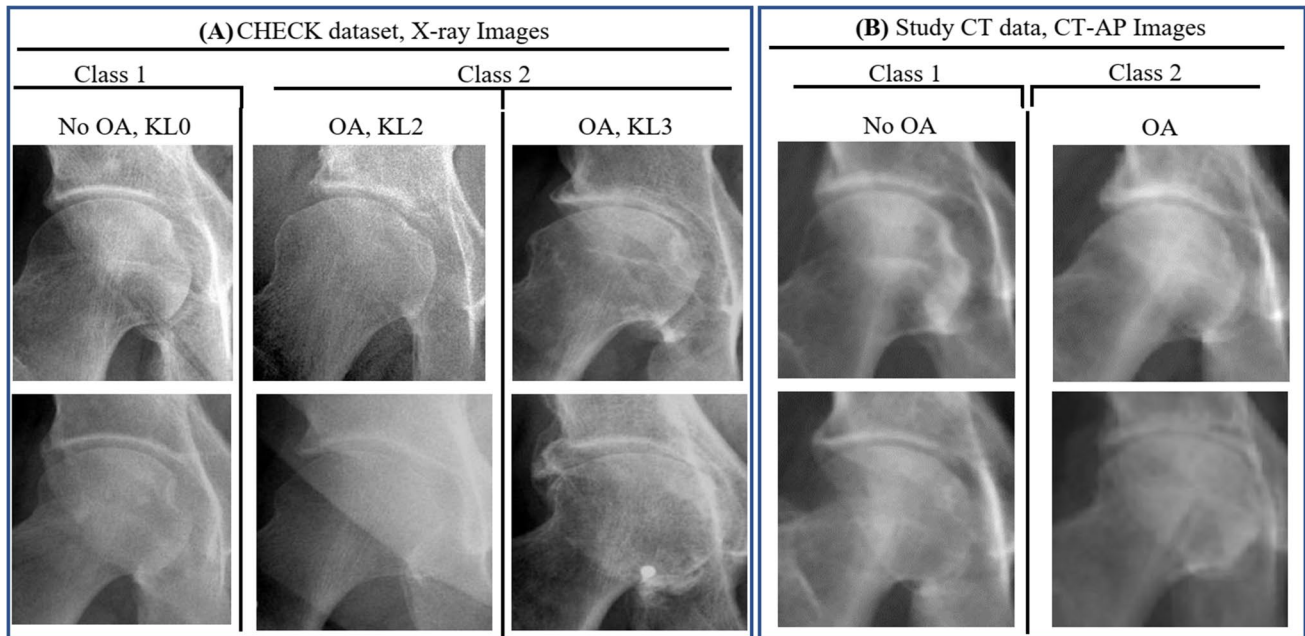 (A) CHECK dataset, X-ray Images
Class 1
Class 2
No OA, KL0
OA, KL2
OA, KL3
(B) Study CT data, CT-AP Images
Class 1
Class 2
No OA
OA